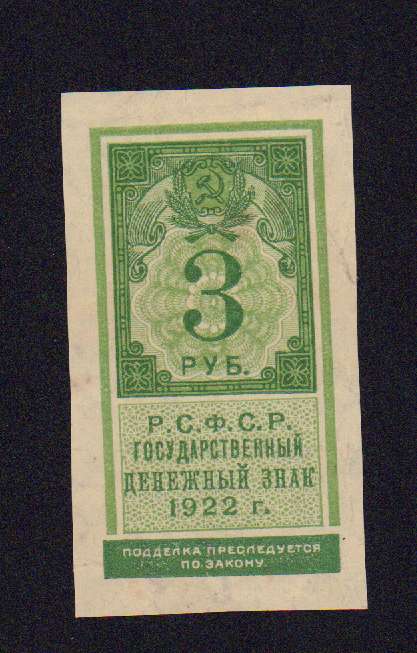 3
РУБ.
Р.С.Ф.С.Р.
ГОСУДАРСТВЕННЫЙ
ДЕНЕЖНЫЙ ЗНАК
1922 г.
ПОДДЕЛКА ПРЕСЛЕДУЕТСЯ
ПО ЗАКОНУ.